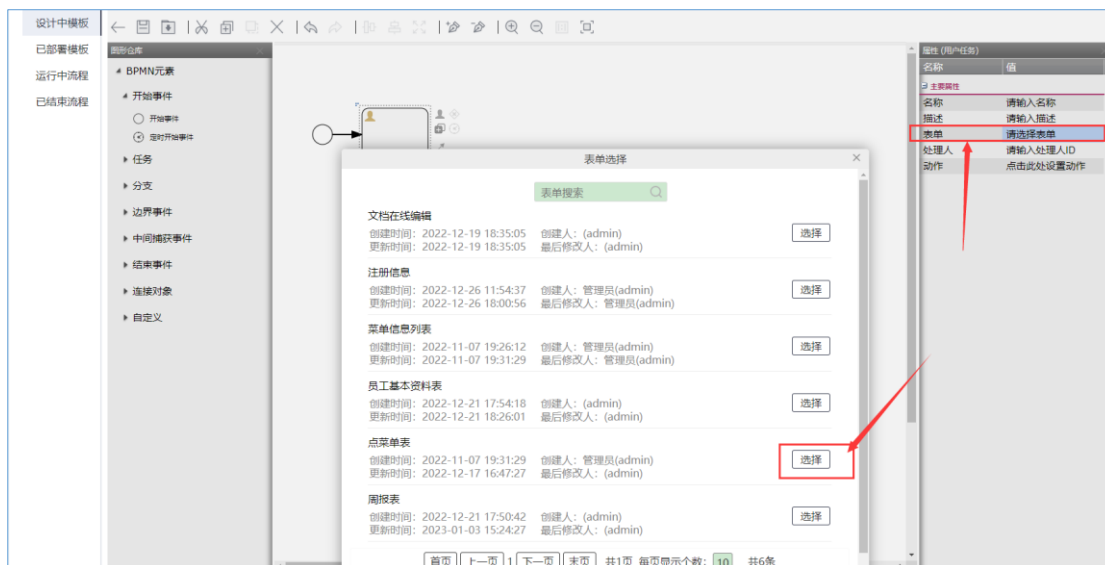 设计中模板
已部署模板
运行中流程
已结束流程
图形仓库
BPMN元素
开始事件
开始事件
定时开始事件
任务
分支
边界事件
中间捕获事件
结束事件
连接对象
自定义
属性 (用户任务)
名称 值
主要属性
名称 请输入名称
描述 请输入描述
表单 请选择表单
处理人 请输入处理人ID
动作 点击此处设置动作
表单选择
表单搜索
文档在线编辑
创建时间：2022-12-19 18:35:05 创建人：(admin)
更新时间：2022-12-19 18:35:05 最后修改人：(admin)
选择
注册信息
创建时间：2022-12-26 11:54:37 创建人：管理员(admin)
更新时间：2022-12-26 18:00:56 最后修改人：管理员(admin)
选择
菜单信息列表
创建时间：2022-11-07 19:26:12 创建人：管理员(admin)
更新时间：2022-11-07 19:31:29 最后修改人：管理员(admin)
选择
员工基本资料表
创建时间：2022-12-21 17:54:18 创建人：(admin)
更新时间：2022-12-21 18:26:01 最后修改人：(admin)
选择
点菜单表
创建时间：2022-11-07 19:31:29 创建人：管理员(admin)
更新时间：2022-12-17 16:47:27 最后修改人：(admin)
选择
周报表
创建时间：2022-12-21 17:50:42 创建人：(admin)
更新时间：2023-01-03 15:24:27 最后修改人：(admin)
选择
首页 上一页 1 下一页 末页 共1页 每页显示个数：10 共6条